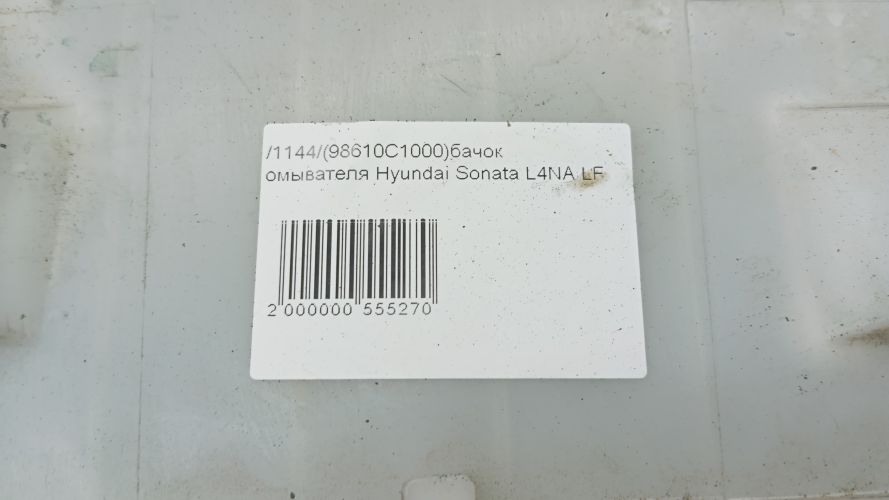 /1144/(98610C1000)бачок
омывателя Hyundai Sonata L4NA LF
2 000000 555270